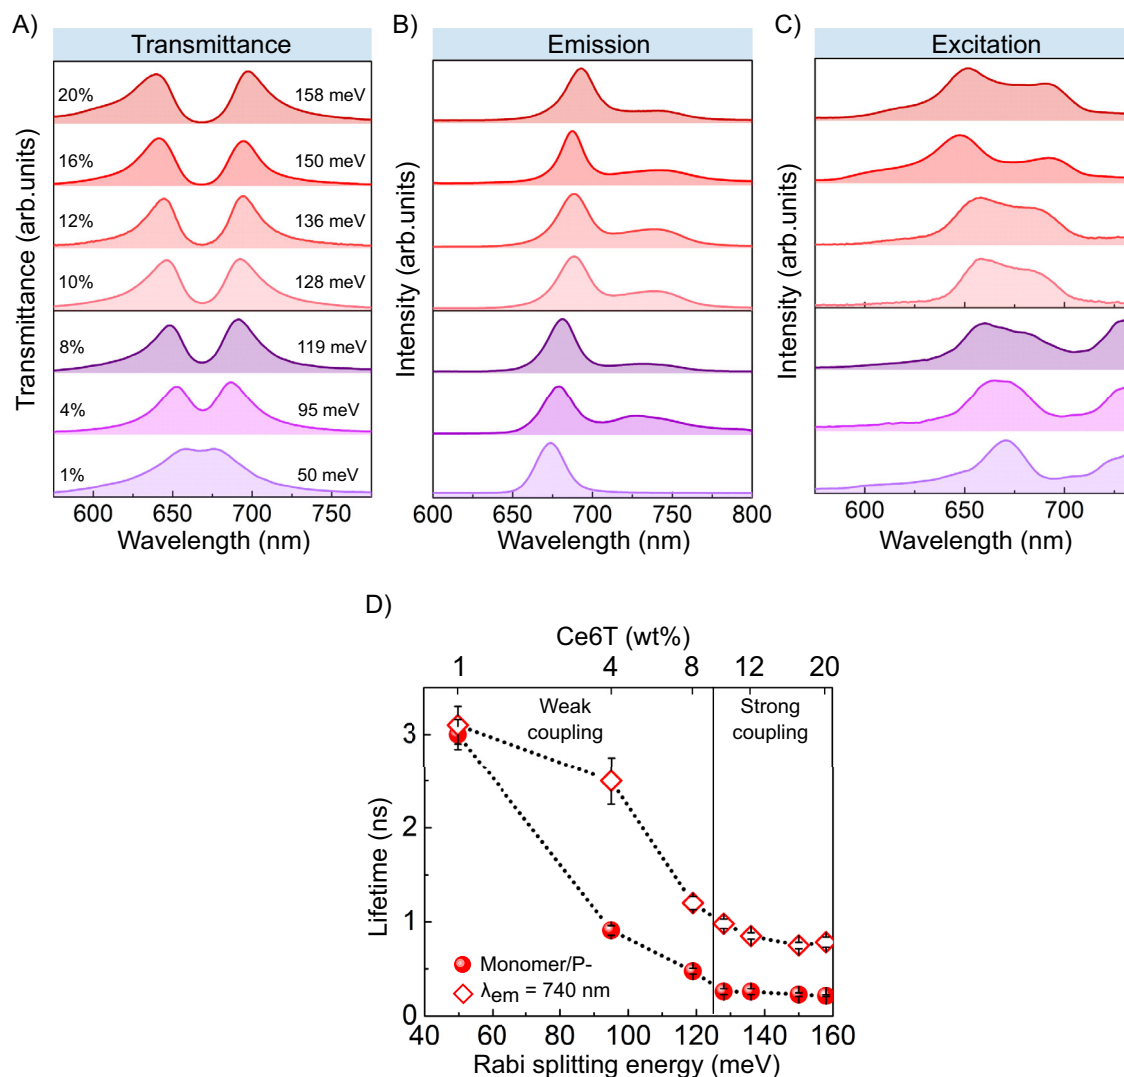 A)
Transmittance
Transmittance (arb.units)
20%
158 meV
16%
150 meV
12%
136 meV
10%
128 meV
8%
119 meV
4%
95 meV
1%
50 meV
600 650 700 750
Wavelength (nm)
B)
Emission
Intensity (arb.units)
600 650 700 750 800
Wavelength (nm)
C)
Excitation
Intensity (arb.units)
600 650 700
Wavelength (nm)
D)
Ce6T (wt%)
1 4 8 12 20
Weak
coupling
Strong
coupling
Lifetime (ns)
3
2
1
0
Monomer/P-
λem = 740 nm
40 60 80 100 120 140 160
Rabi splitting energy (meV)